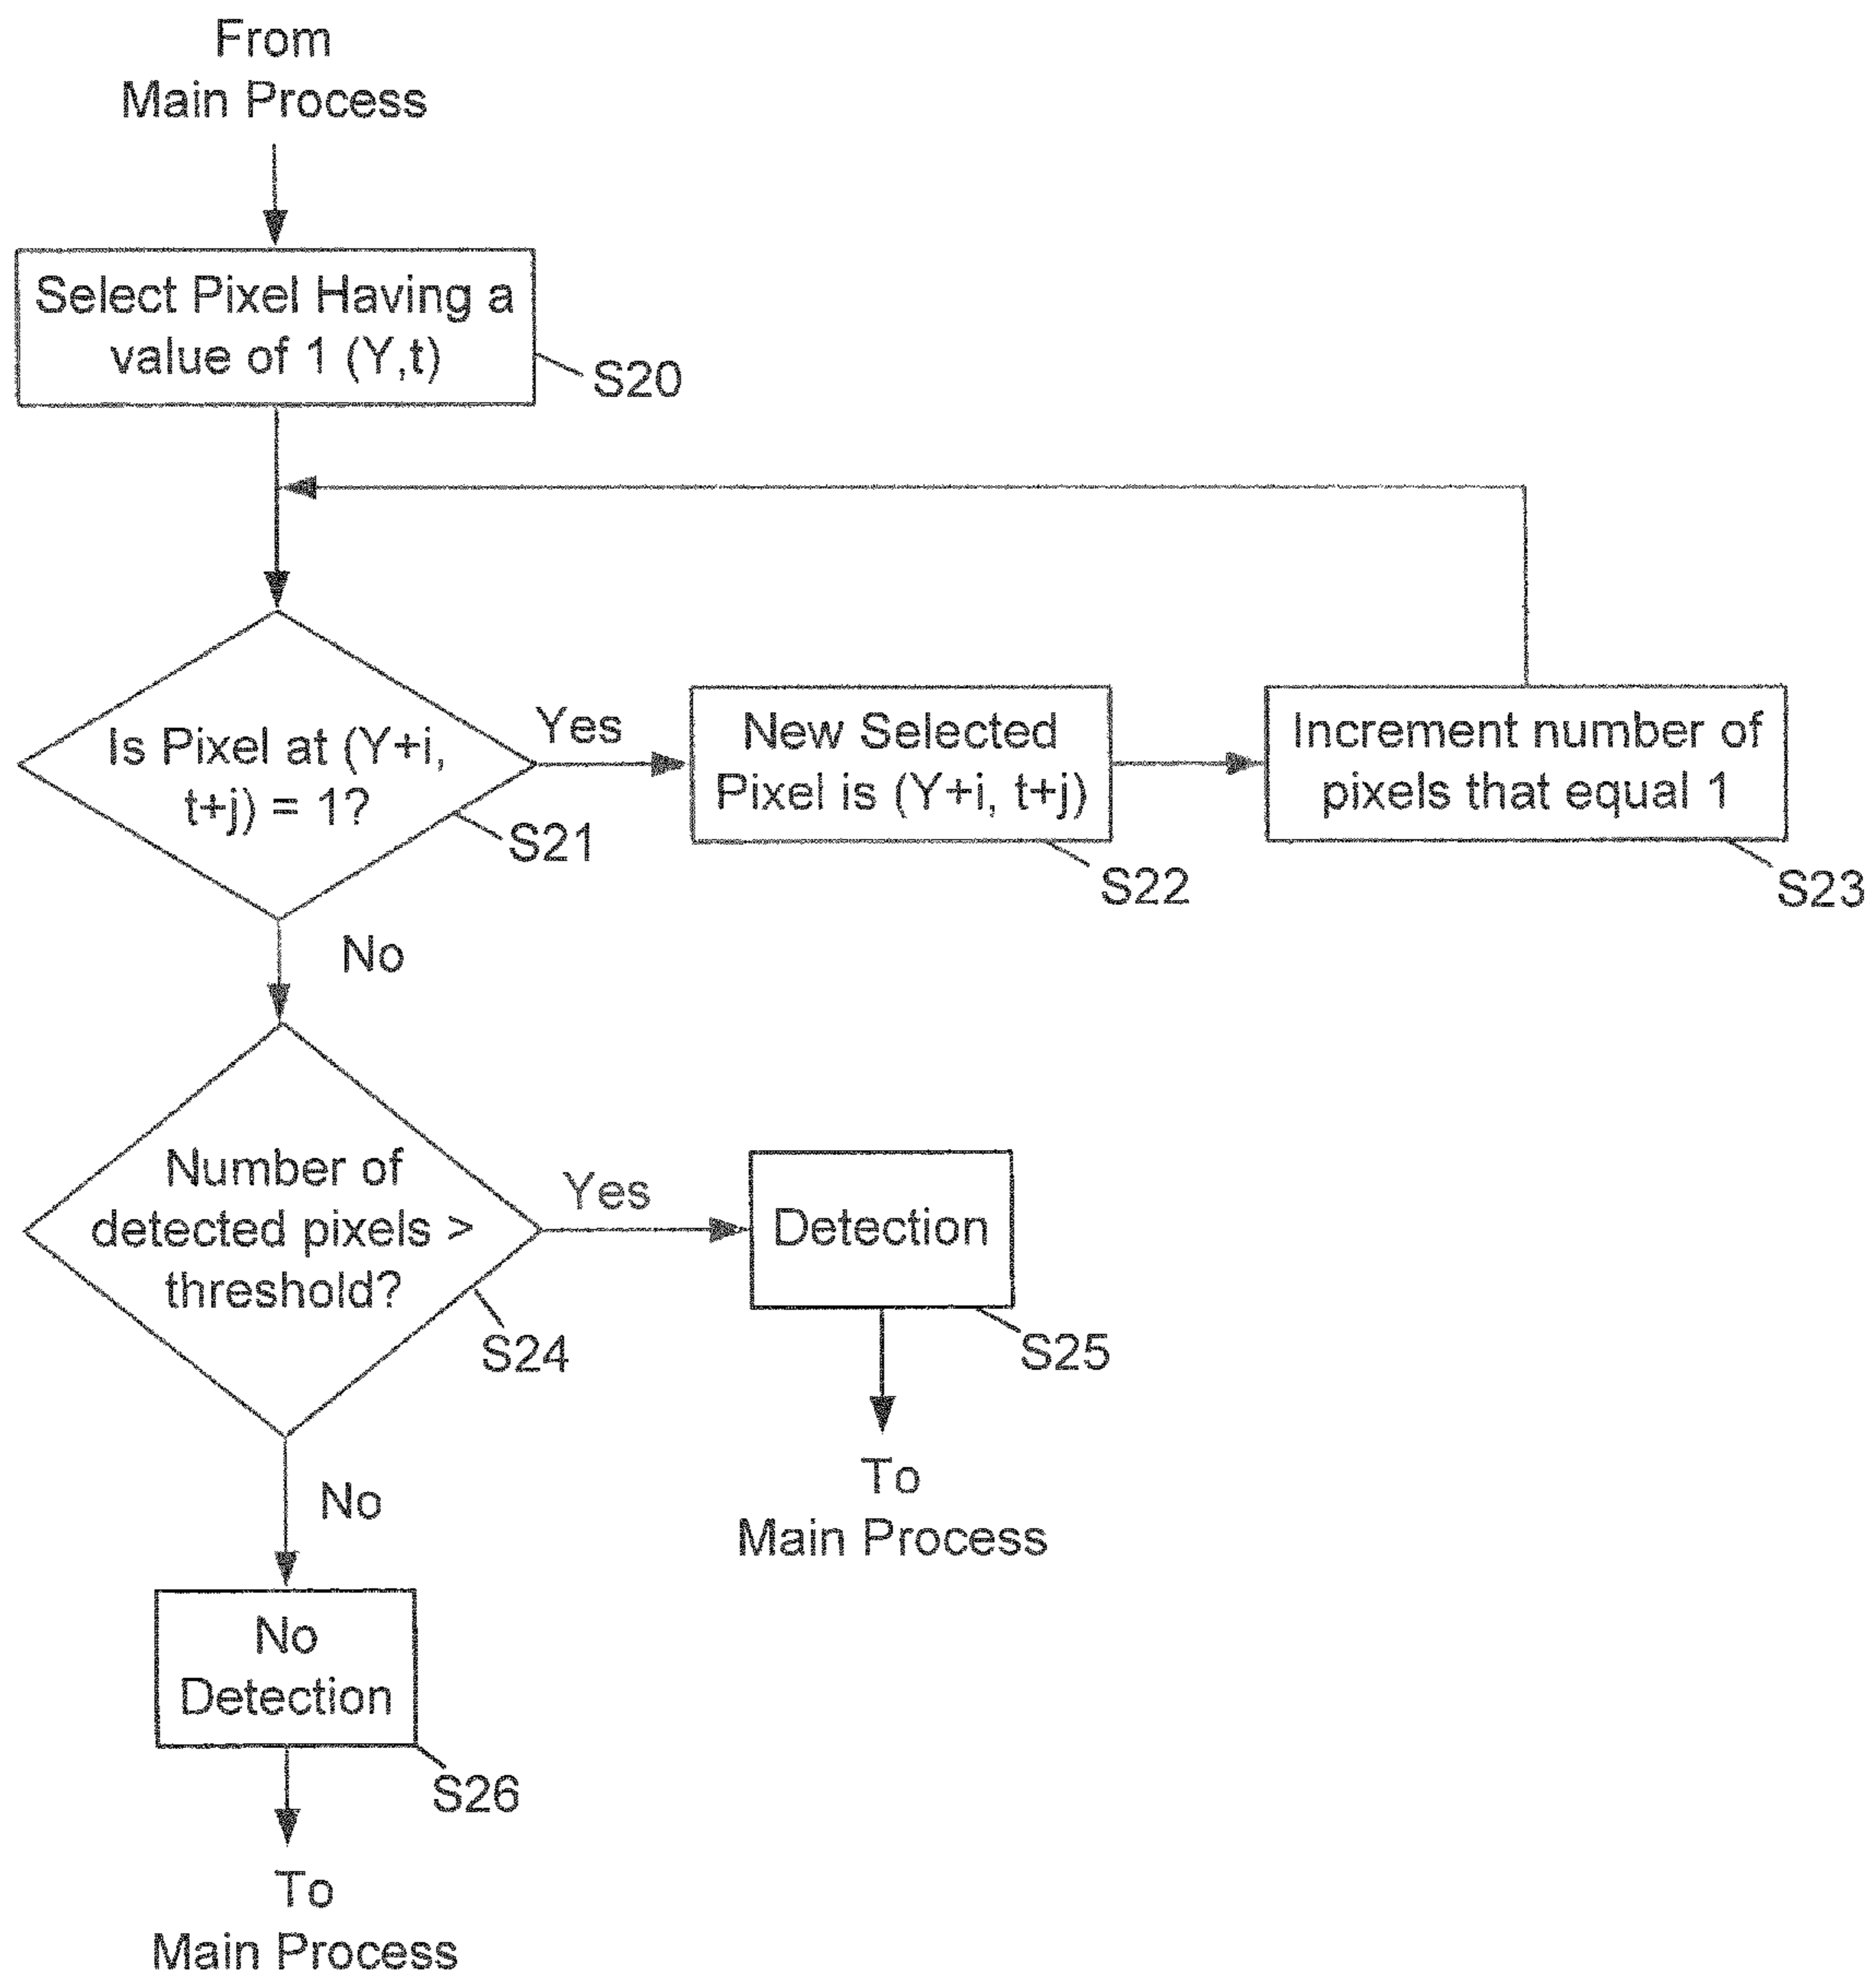 From
Main Process
Select Pixel Having a
value of 1 (Y,t)
S20
Is Pixel at (Y+i,
t+j) = 1?
S21
Yes
New Selected
Pixel is (Y+i, t+j)
S22
Increment number of
pixels that equal 1
S23
No
Number of
detected pixels >
threshold?
S24
Yes
Detection
S25
To
Main Process
No
No
Detection
S26
To
Main Process